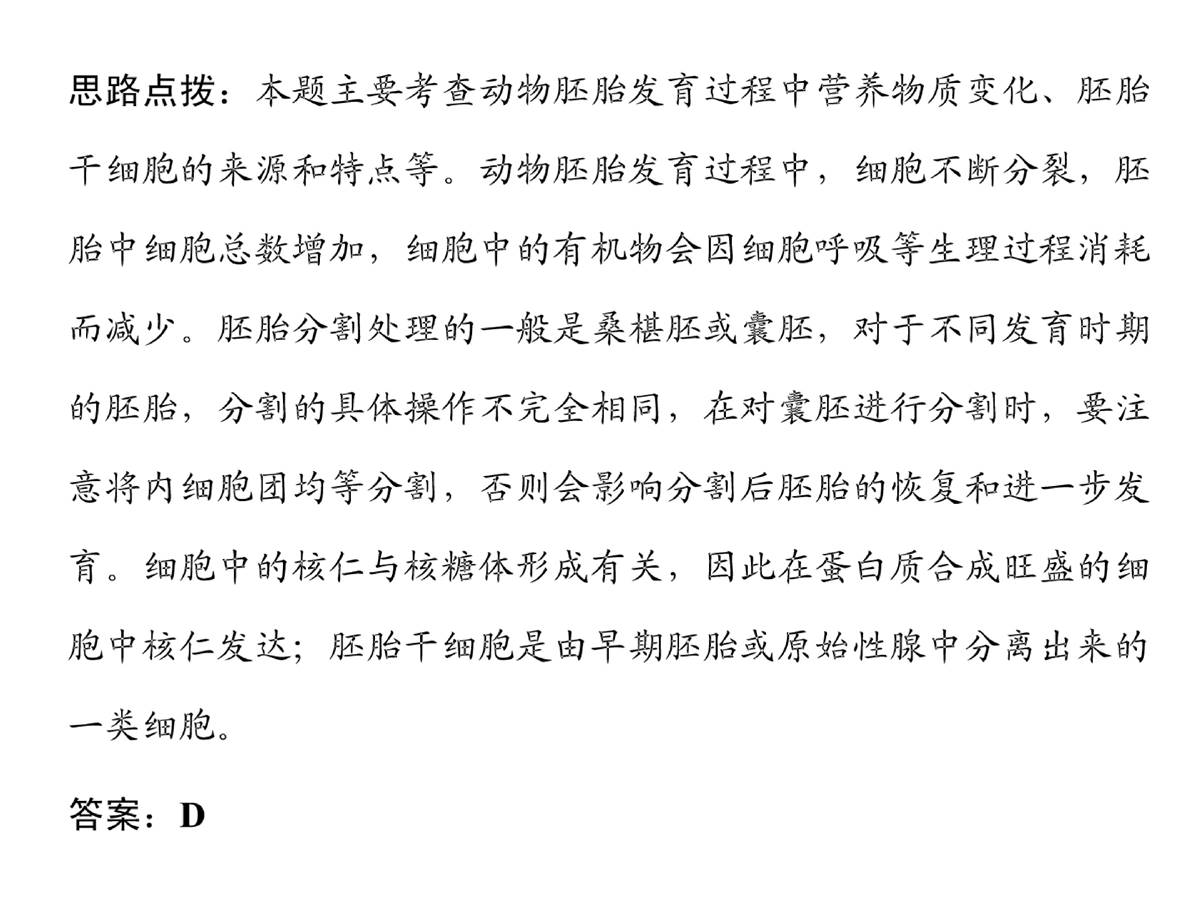 思路点拨：本题主要考查动物胚胎发育过程中营养物质变化、胚胎
干细胞的来源和特点等。动物胚胎发育过程中，细胞不断分裂，胚
胎中细胞总数增加，细胞中的有机物会因细胞呼吸等生理过程消耗
而减少。胚胎分割处理的一般是桑椹胚或囊胚，对于不同发育时期
的胚胎，分割的具体操作不完全相同，在对囊胚进行分割时，要注
意将内细胞团均等分割，否则会影响分割后胚胎的恢复和进一步发
育。细胞中的核仁与核糖体形成有关，因此在蛋白质合成旺盛的细
胞中核仁发达；胚胎干细胞是由早期胚胎或原始性腺中分离出来的
一类细胞。
答案：D